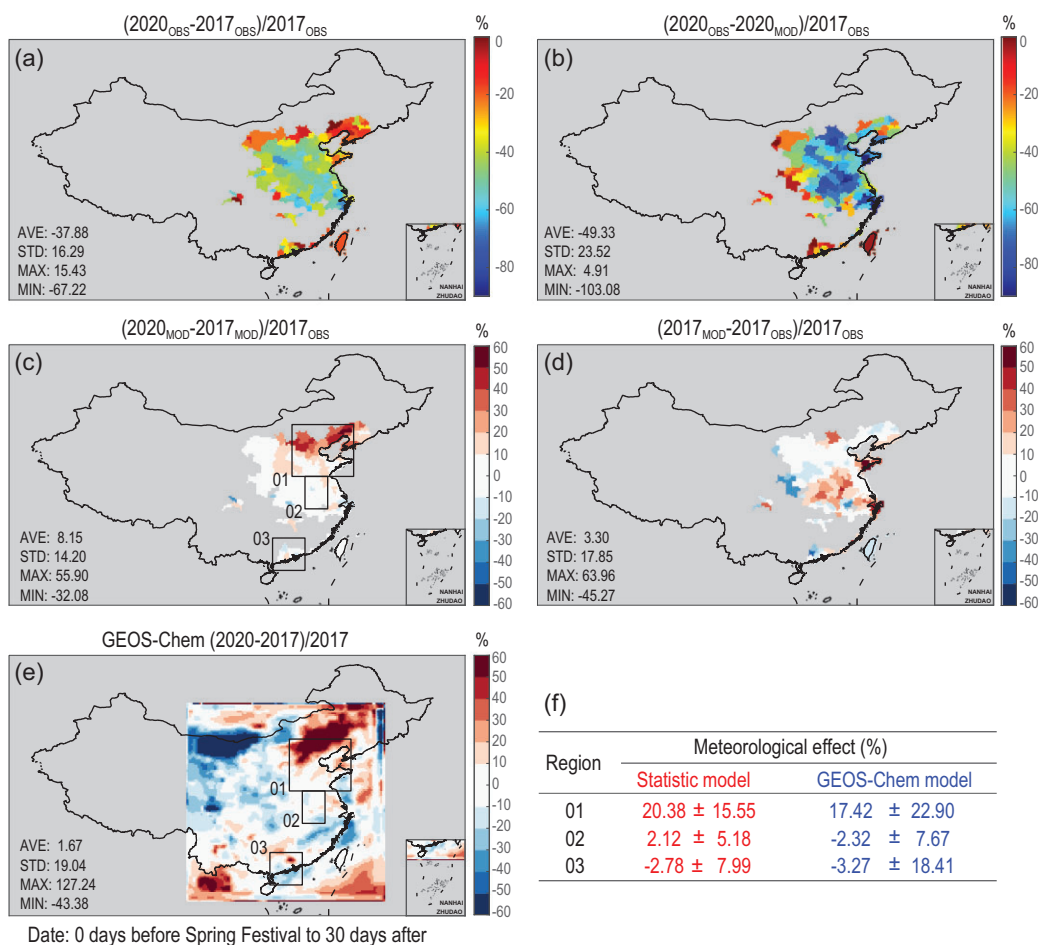 (2020OBS-2017OBS)/2017OBS
(a)
%
0
-20
-40
-60
-80
AVE: -37.88
STD: 16.29
MAX: 15.43
MIN: -67.22
NANHAI
ZHUDAO
(2020OBS-2020MOD)/2017OBS
(b)
%
0
-20
-40
-60
-80
AVE: -49.33
STD: 23.52
MAX: 4.91
MIN: -103.08
NANHAI
ZHUDAO
(2020MOD-2017MOD)/2017OBS
(c)
%
60
50
40
30
20
10
0
-10
-20
-30
-40
-50
-60
01
02
03
AVE: 8.15
STD: 14.20
MAX: 55.90
MIN: -32.08
NANHAI
ZHUDAO
(2017MOD-2017OBS)/2017OBS
(d)
%
60
50
40
30
20
10
0
-10
-20
-30
-40
-50
-60
AVE: 3.30
STD: 17.85
MAX: 63.96
MIN: -45.27
NANHAI
ZHUDAO
GEOS-Chem (2020-2017)/2017
(e)
%
60
50
40
30
20
10
0
-10
-20
-30
-40
-50
-60
01
02
03
AVE: 1.67
STD: 19.04
MAX: 127.24
MIN: -43.38
NANHAI
ZHUDAO
Date: 0 days before Spring Festival to 30 days after
(f)
Region Meteorological effect (%)
Statistic model GEOS-Chem model
01 20.38 ± 15.55 17.42 ± 22.90
02 2.12 ± 5.18 -2.32 ± 7.67
03 -2.78 ± 7.99 -3.27 ± 18.41